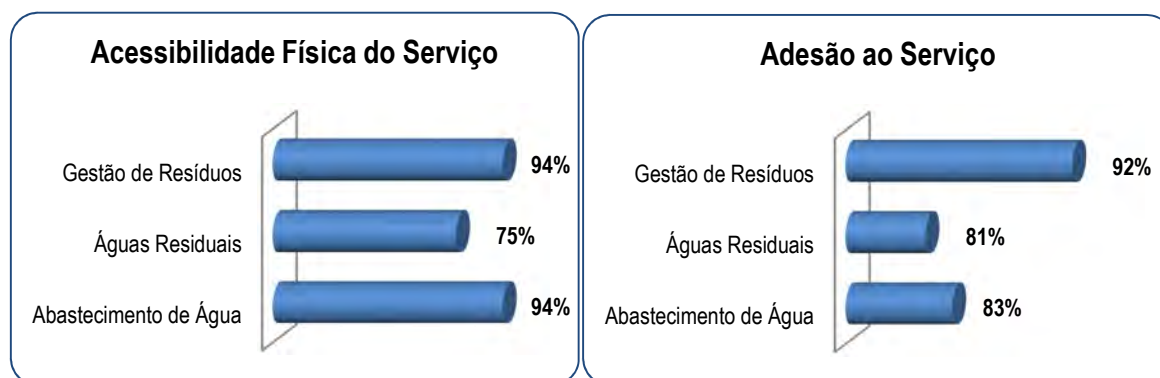 Acessibilidade Física do Serviço
Gestão de Resíduos
94%
Águas Residuais
75%
Abastecimento de Água
94%
Adesão ao Serviço
Gestão de Resíduos
92%
Águas Residuais
81%
Abastecimento de Água
83%